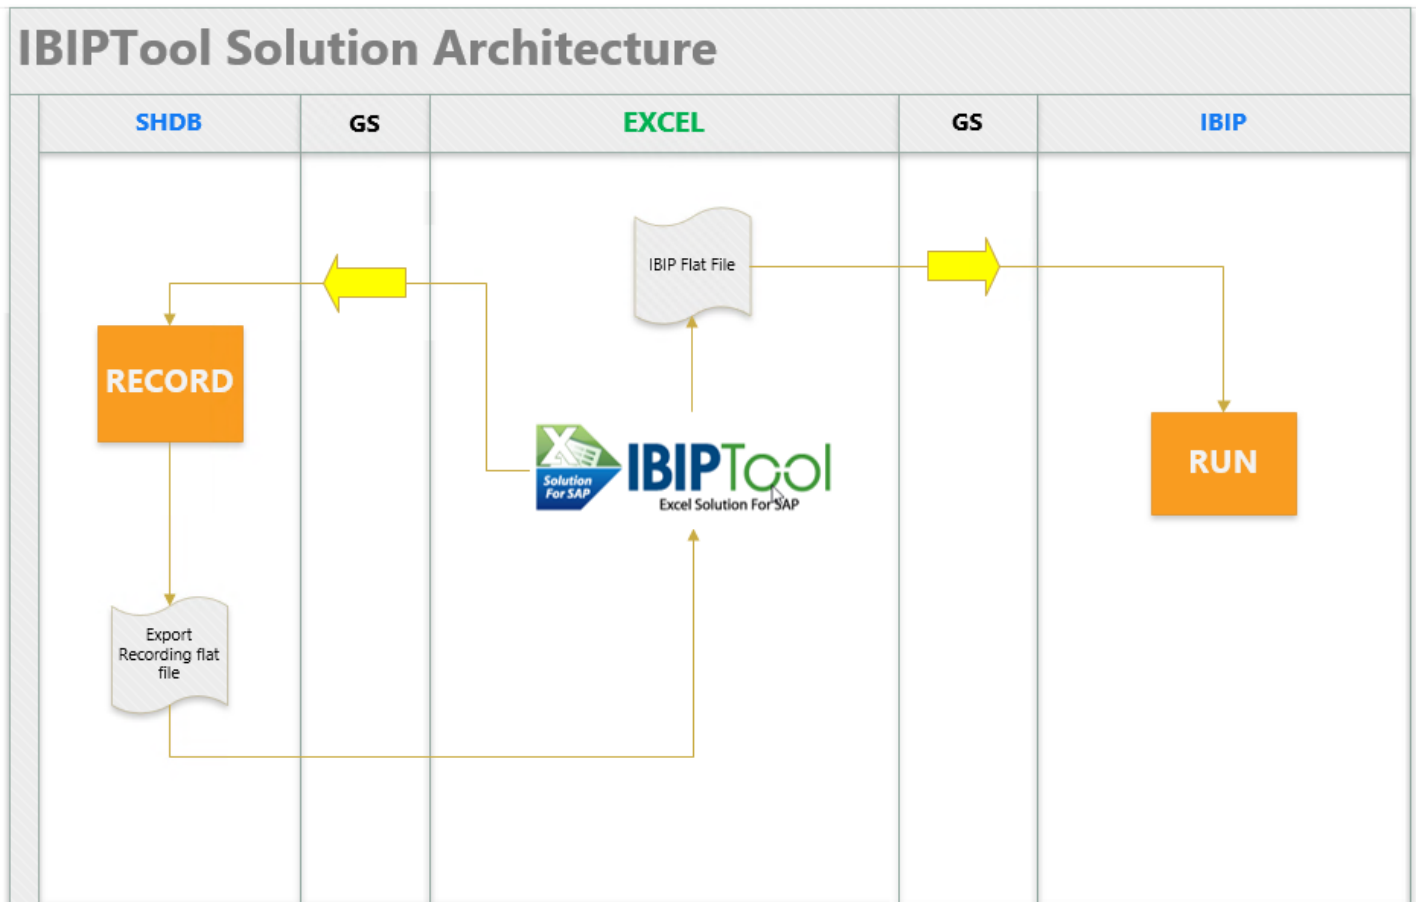 IBIPTool Solution Architecture
SHDB
GS
EXCEL
GS
IBIP
IBIP Flat File
RECORD
X
Solution
For SAP
IBIPTool
Excel Solution For SAP
RUN
Export
Recording flat
file